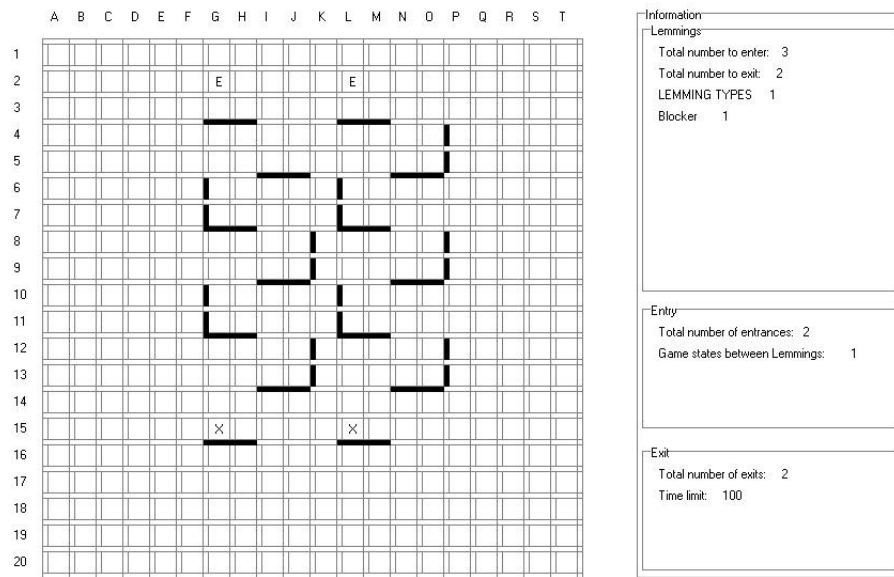 A B C D E F G H I J K L M N O P Q R S T
1
2 E E
3
4
5
6
7
8
9
10
11
12
13
14
15 X X
16
17
18
19
20
Information
Lemmings
Total number to enter: 3
Total number to exit: 2
LEMMING TYPES 1
Blocker 1
Entry
Total number of entrances: 2
Game states between Lemmings: 1
Exit
Total number of exits: 2
Time limit: 100